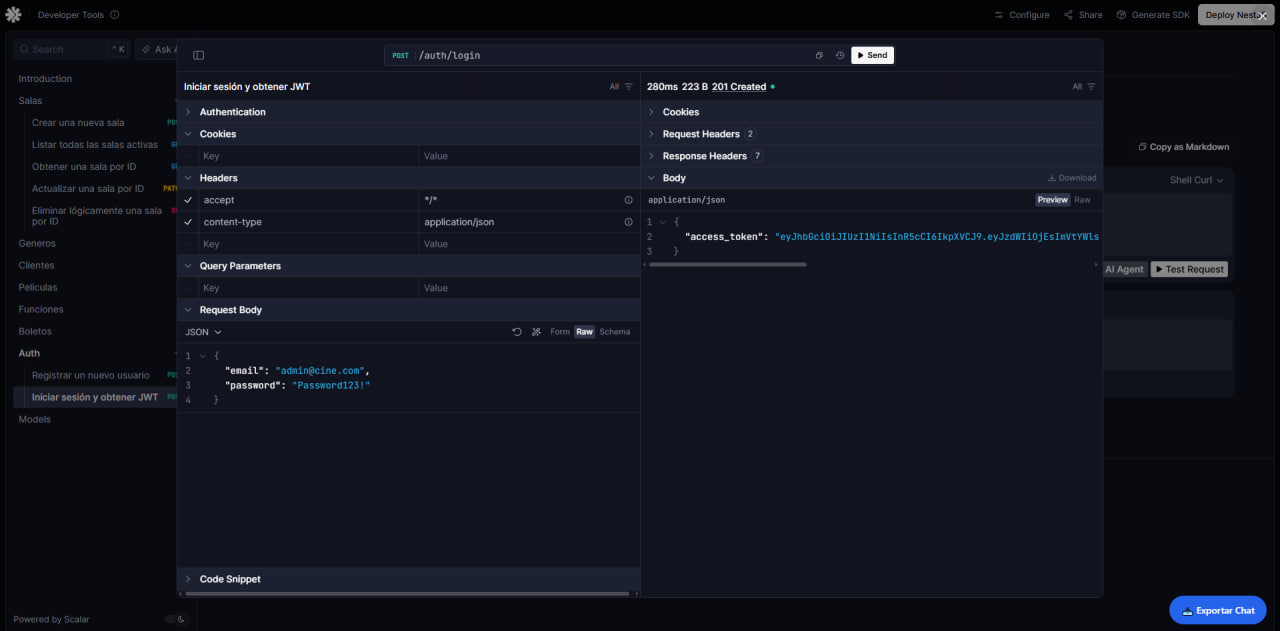 Developer Tools
Configure
Share
Generate SDK
Deploy
Search
^ K
Ask
Introduction
Salas
Crear una nueva sala
Listar todas las salas activas
Obtener una sala por ID
Actualizar una sala por ID
Eliminar lógicamente una sala
por ID
Generos
Clientes
Peliculas
Funciones
Boletos
Auth
Registrar un nuevo usuario
Iniciar sesión y obtener JWT
Models
Powered by Scalar
POST /auth/login
Send
Iniciar sesión y obtener JWT
All
Authentication
Cookies
Key Value
Headers
accept */*
content-type application/json
Key Value
Query Parameters
Key Value
Request Body
JSON
Form Raw Schema
1 {
2 "email": "admin@cine.com",
3 "password": "Password123!"
4 }
Code Snippet
280ms 223 B 201 Created
All
Cookies
Request Headers 2
Response Headers 7
Body
Download
application/json
Preview Raw
1 {
2 "access_token": "eyJhbGciOiJIUzI1NiIsInR5cCI6IkpXVCJ9.eyJzdWIiOjEsImVtYWls
3 }
Copy as Markdown
Shell Curl
AI Agent
Test Request
Exportar Chat